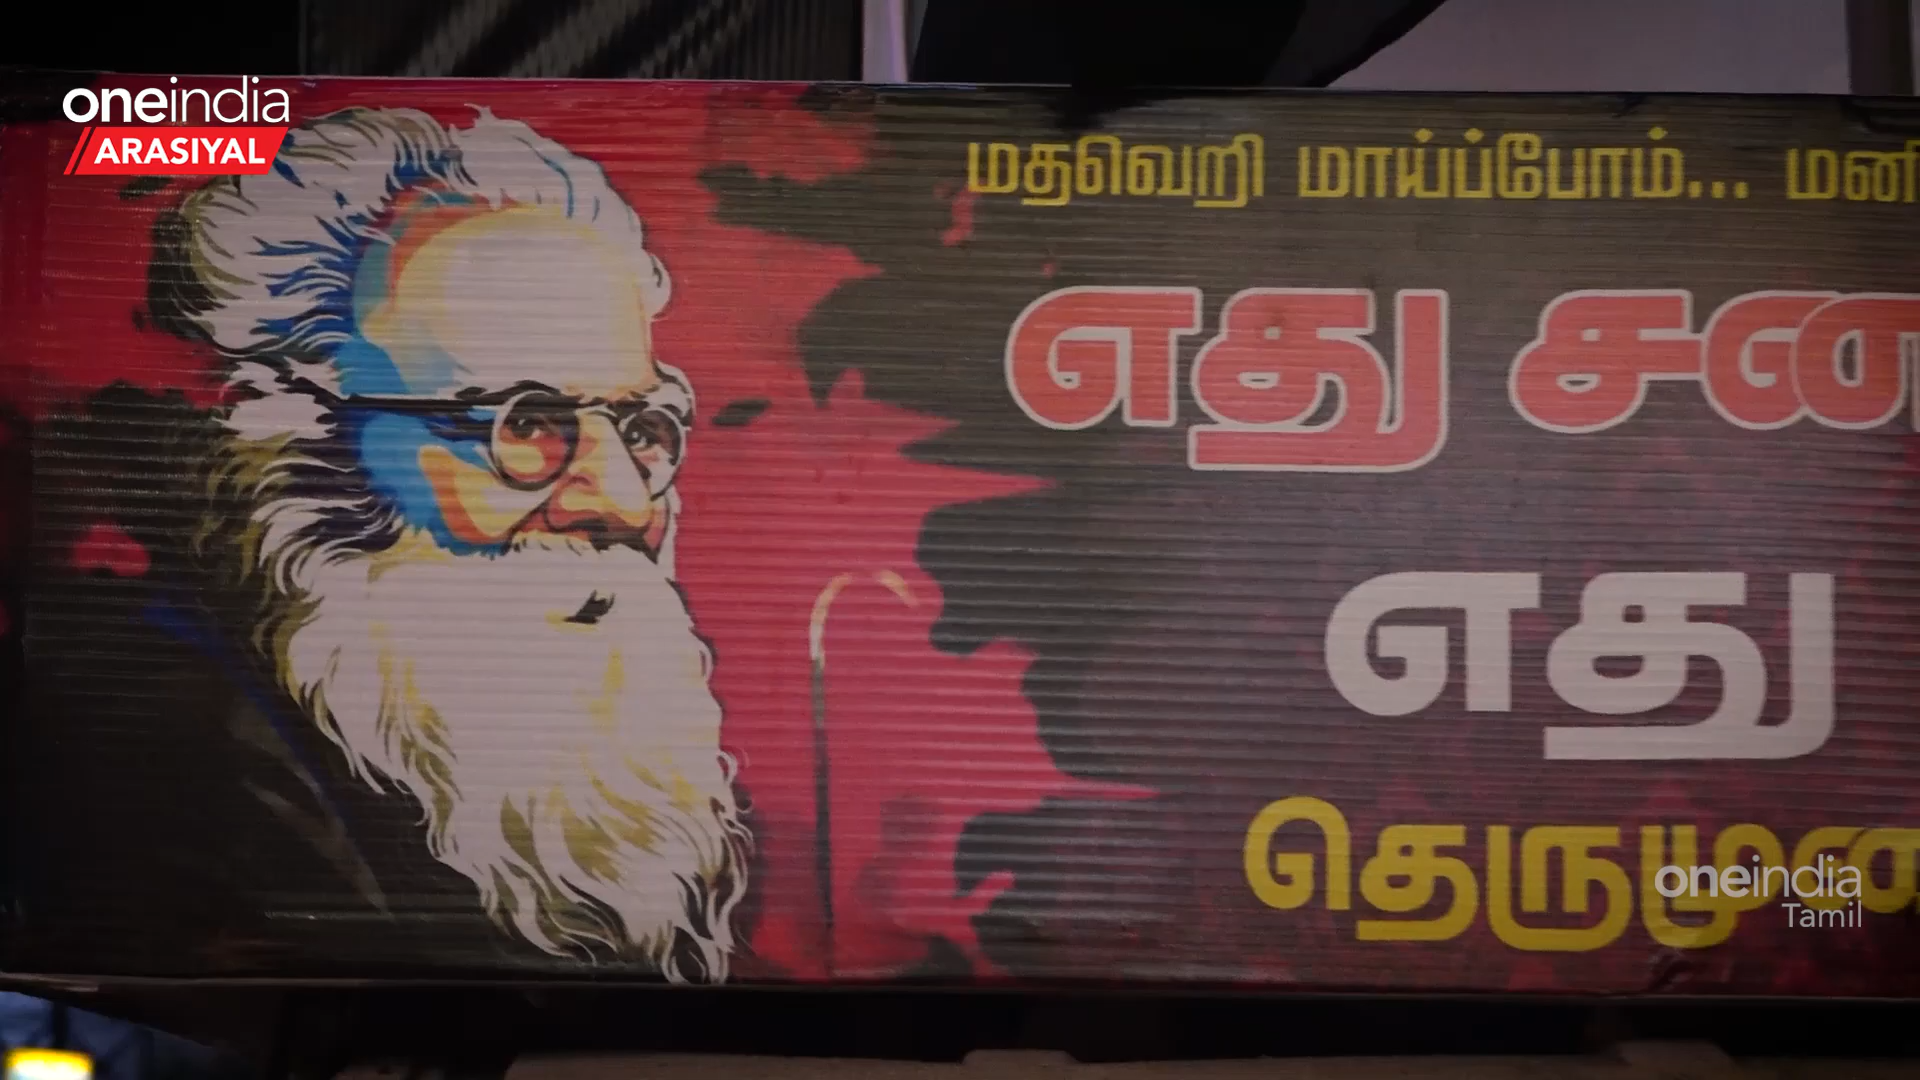 oneindia
ARASIYAL
மதவெறி மாய்ப்போம்...
எது
எது
oneindia
Tamil